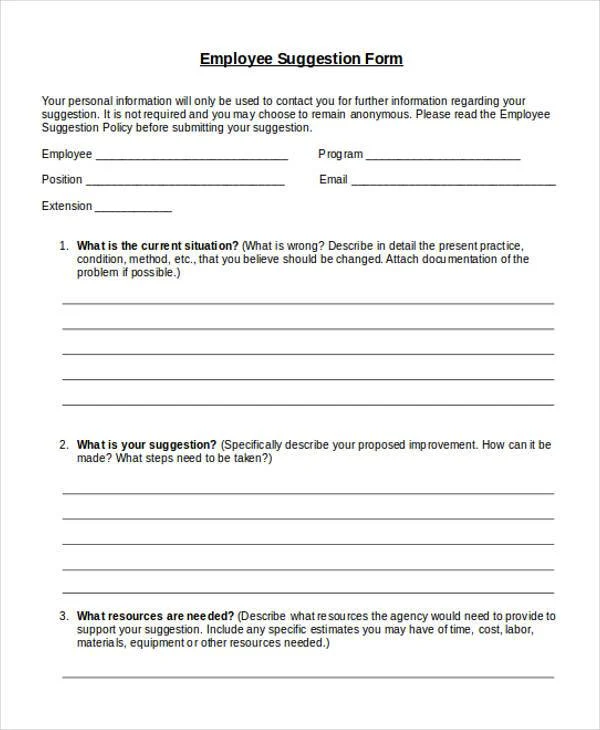 Employee Suggestion Form
Your personal information will only be used to contact you for further information regarding your
suggestion. It is not required and you may choose to remain anonymous. Please read the Employee
Suggestion Policy before submitting your suggestion.
Employee ______________________________ Program ________________________
Position _______________________________ Email ________________________________
Extension ____________
1. What is the current situation? (What is wrong? Describe in detail the present practice,
condition, method, etc., that you believe should be changed. Attach documentation of the
problem if possible.)
2. What is your suggestion? (Specifically describe your proposed improvement. How can it be
made? What steps need to be taken?)
3. What resources are needed? (Describe what resources the agency would need to provide to
support your suggestion. Include any specific estimates you may have of time, cost, labor,
materials, equipment or other resources needed.)